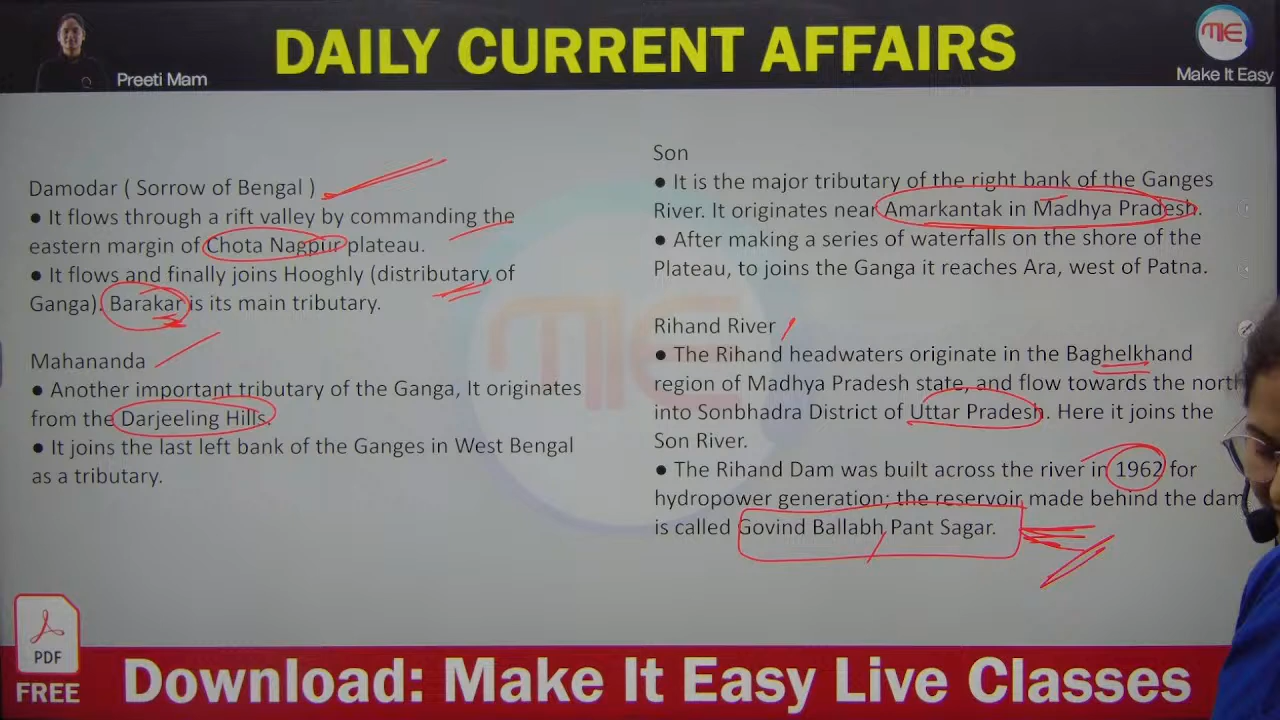 DAILY CURRENT AFFAIRS
Preeti Mam
MIE
Make It Easy
Damodar ( Sorrow of Bengal )
● It flows through a rift valley by commanding the
eastern margin of Chota Nagpur plateau.
● It flows and finally joins Hooghly (distributary of
Ganga). Barakar is its main tributary.
Mahananda
● Another important tributary of the Ganga, It originates
from the Darjeeling Hills.
● It joins the last left bank of the Ganges in West Bengal
as a tributary.
Son
● It is the major tributary of the right bank of the Ganges
River. It originates near Amarkantak in Madhya Pradesh.
● After making a series of waterfalls on the shore of the
Plateau, to joins the Ganga it reaches Ara, west of Patna.
Rihand River
● The Rihand headwaters originate in the Baghelkhand
region of Madhya Pradesh state, and flow towards the north
into Sonbhadra District of Uttar Pradesh. Here it joins the
Son River.
● The Rihand Dam was built across the river in 1962 for
hydropower generation; the reservoir made behind the dam
is called Govind Ballabh Pant Sagar.
MIE
PDF
FREE
Download: Make It Easy Live Classes